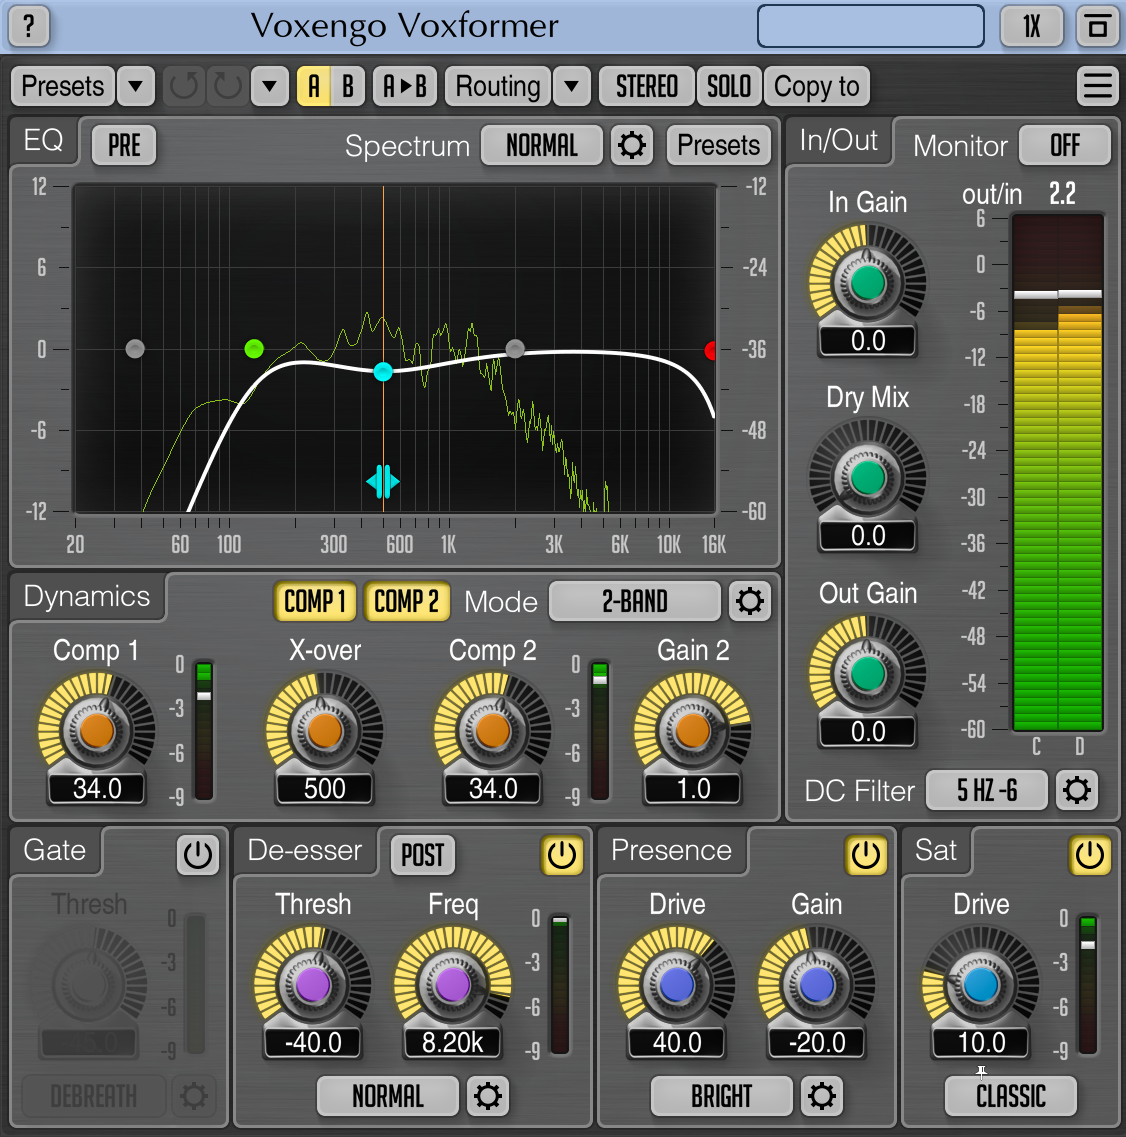 ? Voxengo Voxformer 1X
Presets A B A▶B Routing STEREO SOLO Copy to
EQ PRE Spectrum NORMAL Presets
12 -12
6 -24
0 -36
-6 -48
-12 -60
20 60 100 300 600 1K 3K 6K 10K 16K
In/Out Monitor OFF
out/in 2.2
In Gain
0.0
Dry Mix
0.0
Out Gain
0.0
6
0
-6
-12
-18
-24
-30
-36
-42
-48
-54
-60
C D
DC Filter 5 HZ -6
Dynamics COMP 1 COMP 2 Mode 2-BAND
Comp 1 X-over Comp 2 Gain 2
0 0
-3 -3
-6 -6
-9 -9
34.0 500 34.0 1.0
Gate
Thresh
0
-3
-6
-9
DEBREATH
De-esser POST
Thresh Freq
0
-3
-6
-9
-40.0 8.20k
NORMAL
Presence
Drive Gain
40.0 -20.0
BRIGHT
Sat
Drive
0
-3
-6
-9
10.0
CLASSIC